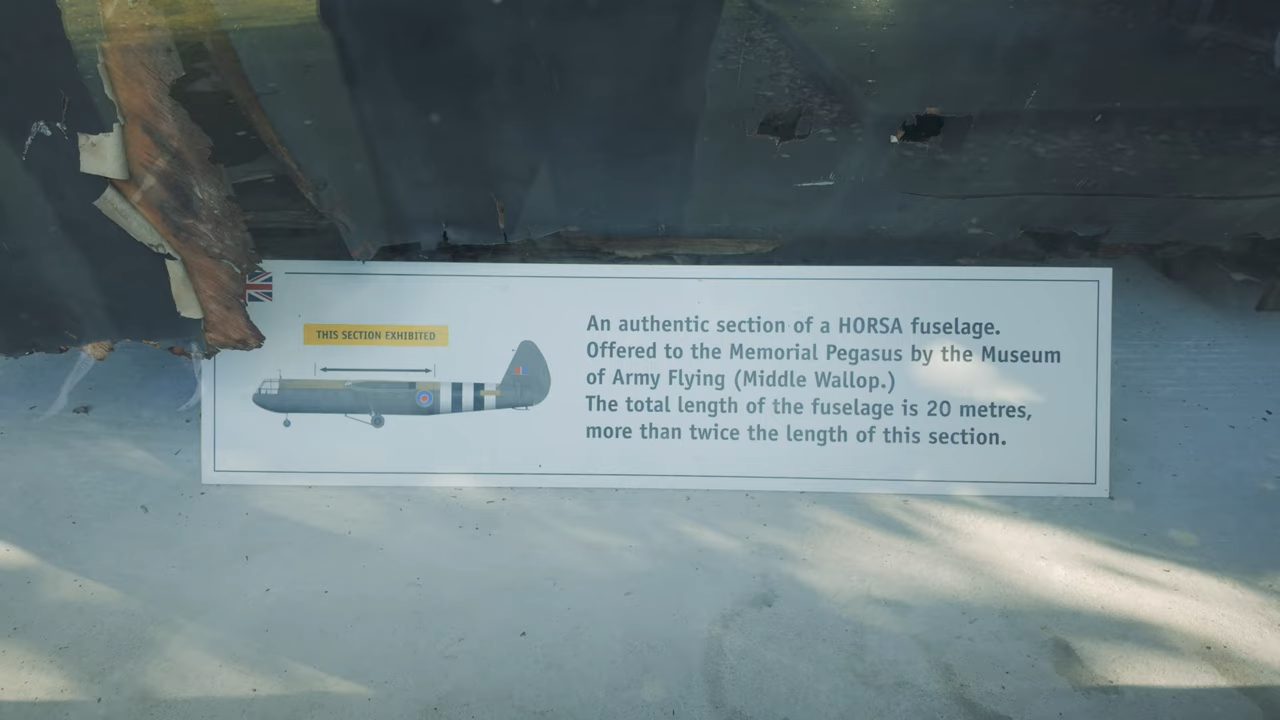 THIS SECTION EXHIBITED
An authentic section of a HORSA fuselage.
Offered to the Memorial Pegasus by the Museum
of Army Flying (Middle Wallop.)
The total length of the fuselage is 20 metres,
more than twice the length of this section.